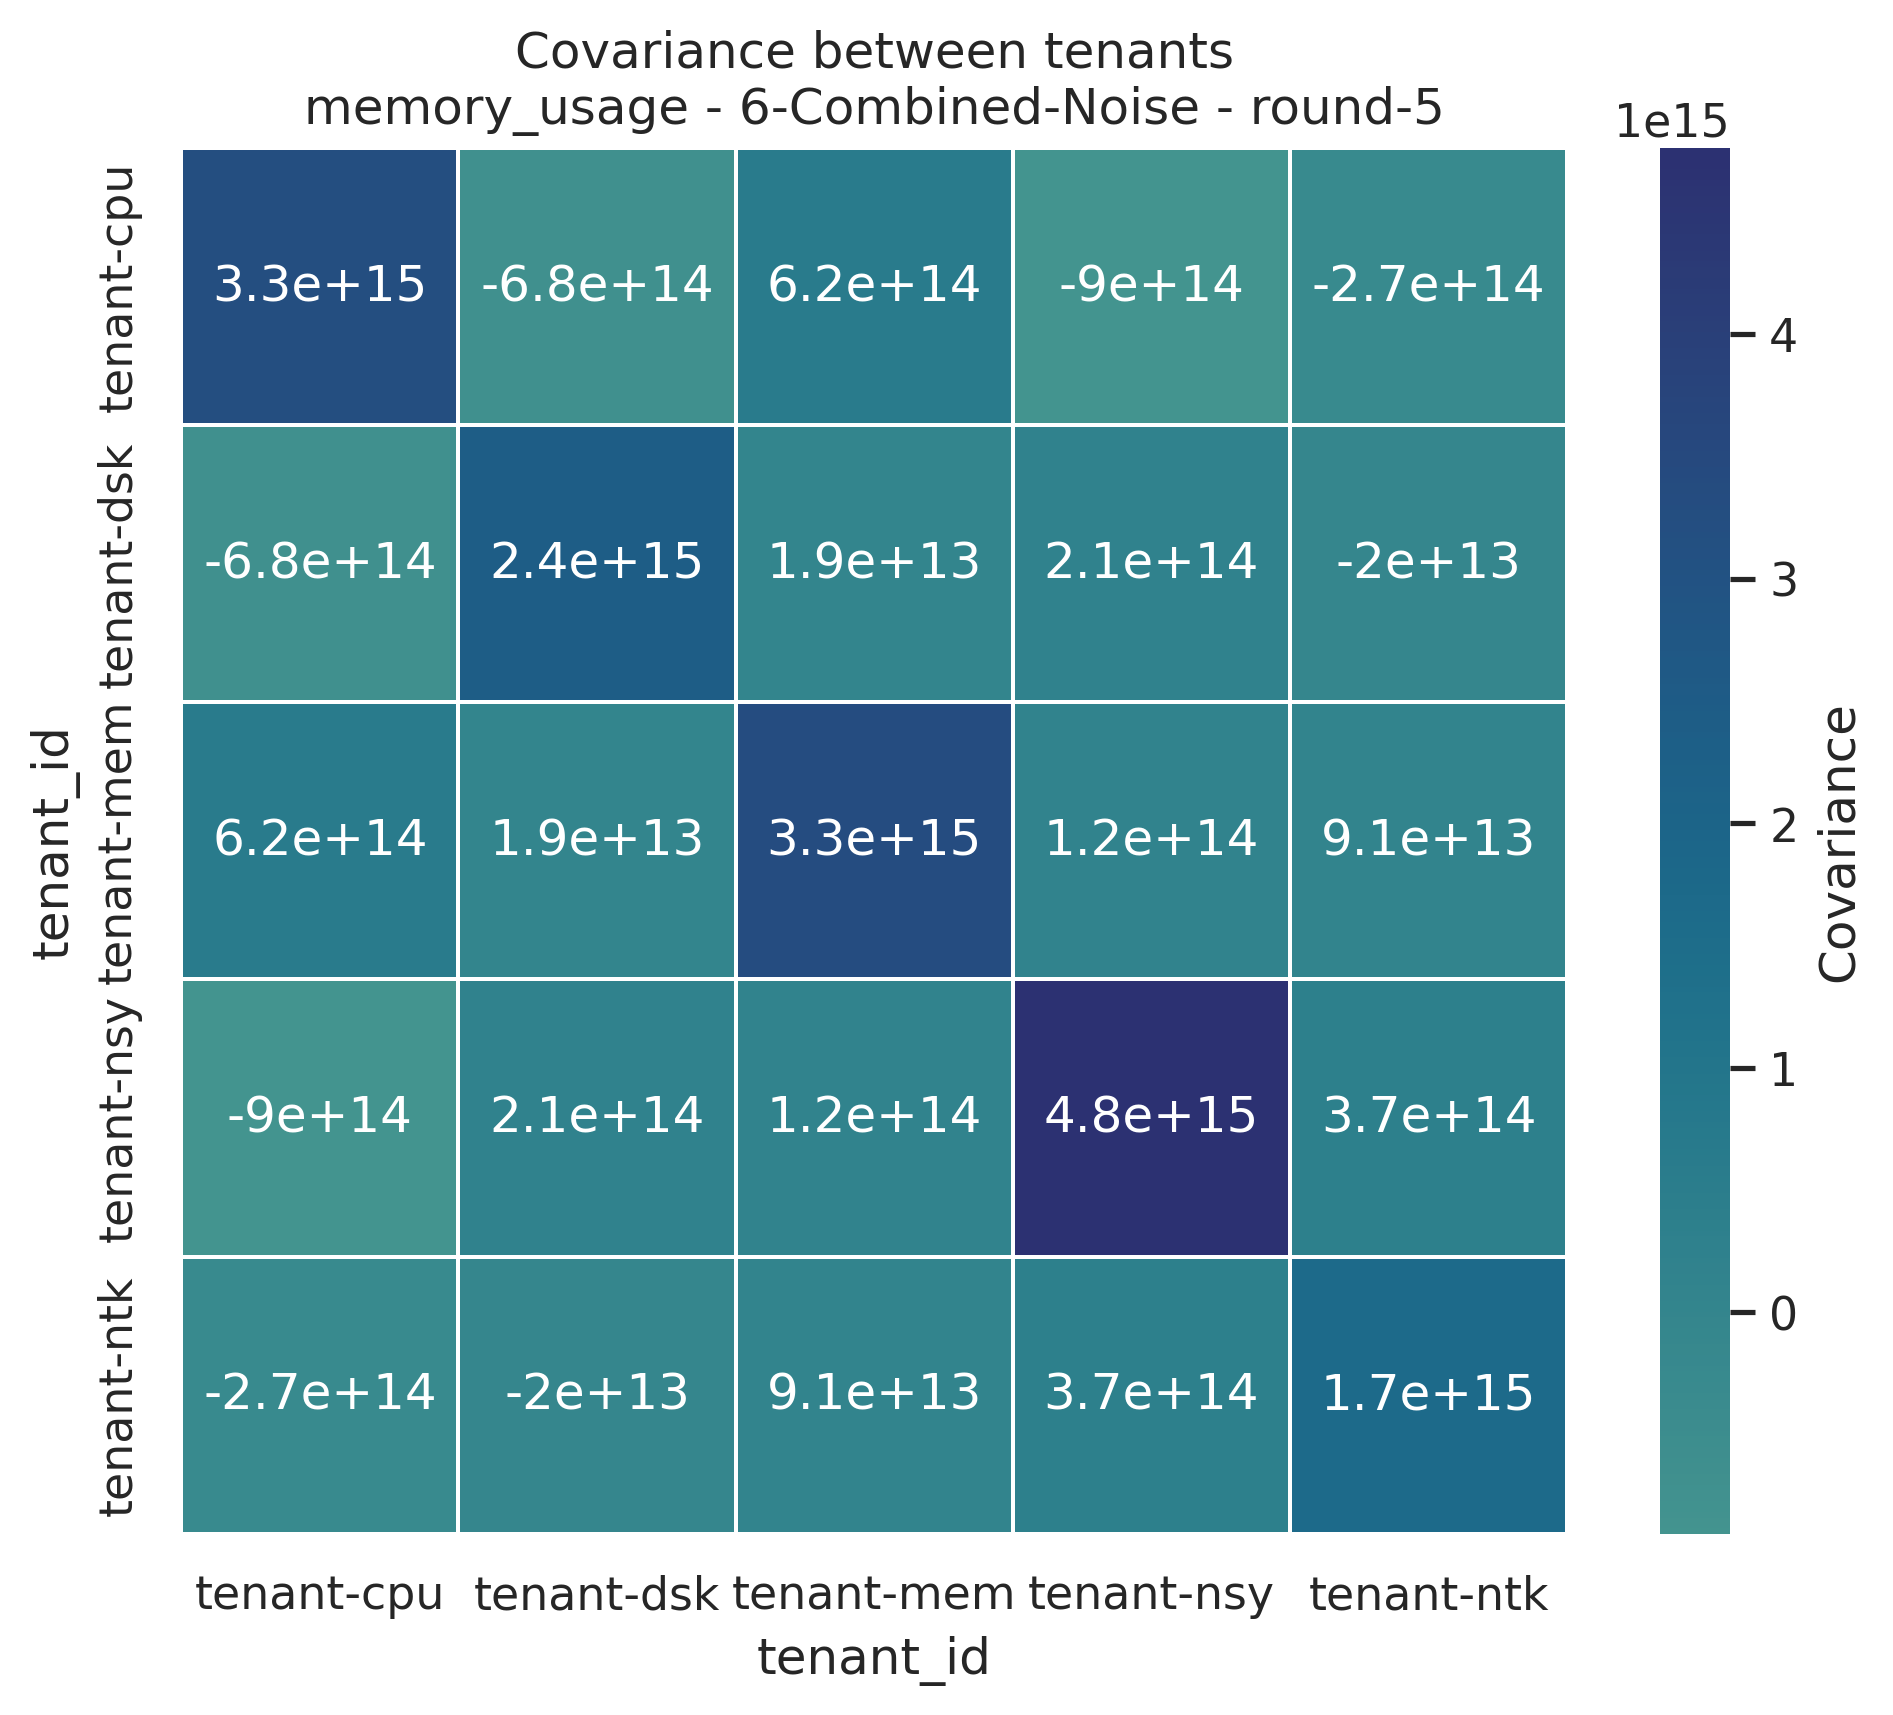 Covariance between tenants
memory_usage - 6-Combined-Noise - round-5
1e15
tenant-cpu
3.3e+15 -6.8e+14 6.2e+14 -9e+14 -2.7e+14
tenant-dsk
-6.8e+14 2.4e+15 1.9e+13 2.1e+14 -2e+13
tenant-mem
6.2e+14 1.9e+13 3.3e+15 1.2e+14 9.1e+13
tenant-nsy
-9e+14 2.1e+14 1.2e+14 4.8e+15 3.7e+14
tenant-ntk
-2.7e+14 -2e+13 9.1e+13 3.7e+14 1.7e+15
tenant_id
tenant-cpu tenant-dsk tenant-mem tenant-nsy tenant-ntk
tenant_id
4
3
2
1
0
Covariance